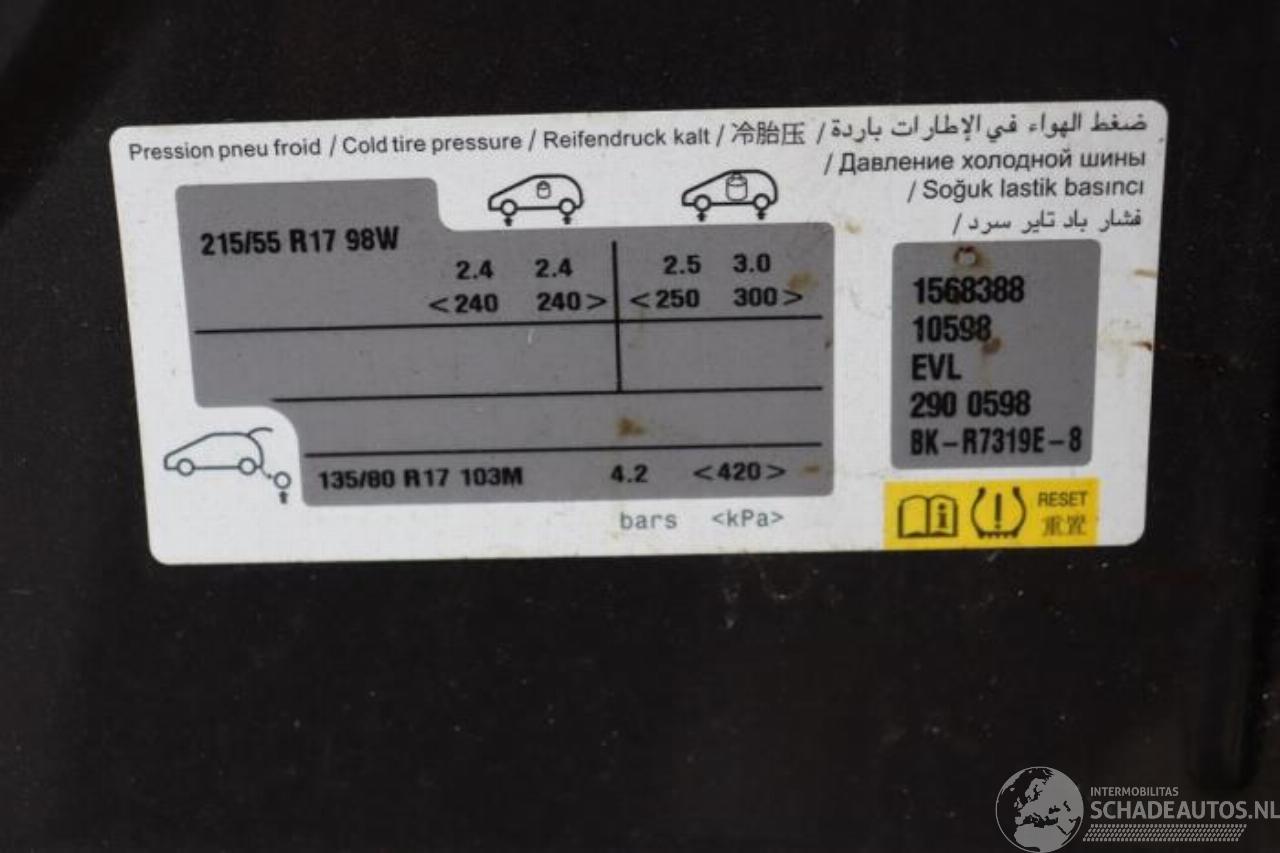 Pression pneu froid / Cold tire pressure / Reifendruck kalt / 冷胎压 / ضغط الهواء في الإطارات باردة
/ Давление холодной шины
/ Soğuk lastik basıncı
/ فشار باد تایر سرد
215/55 R17 98W
2.4 2.4 2.5 3.0
<240 240> <250 300>
135/80 R17 103M 4.2 <420>
bars <kPa>
1568388
10598
EVL
290 0598
BK-R7319E-8
RESET
重置
INTERMOBILITAS
SCHADEAUTOS.NL